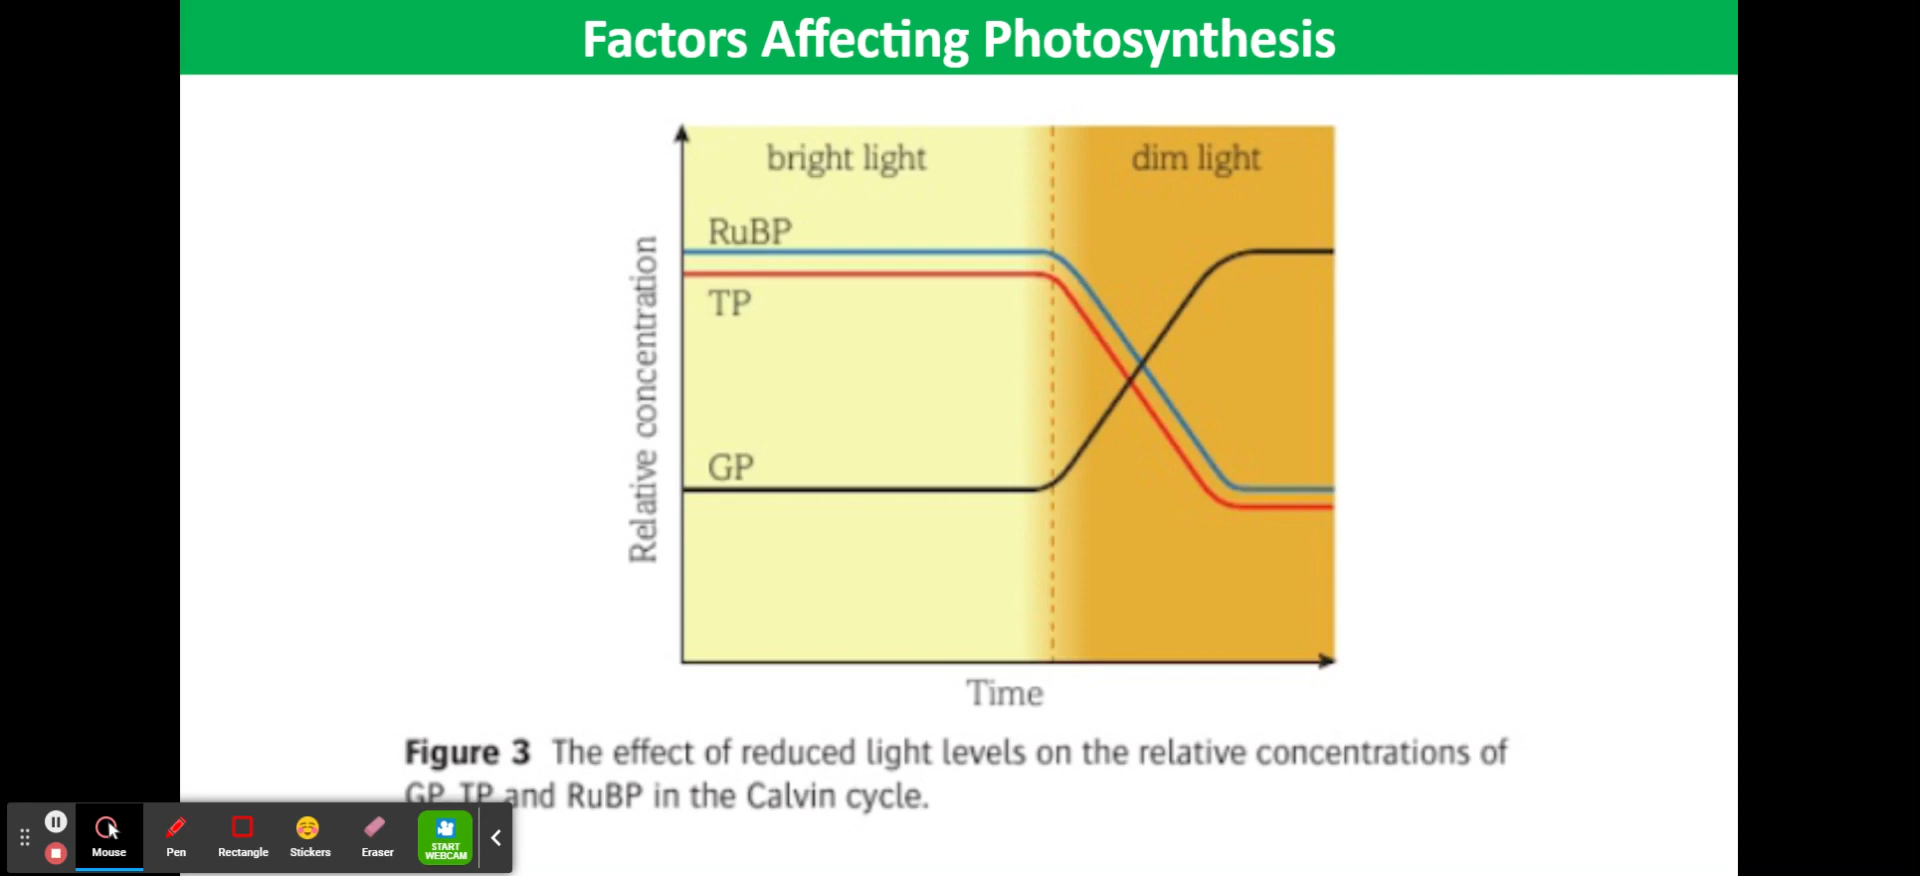 Factors Affecting Photosynthesis
bright light
dim light
RuBP
TP
GP
Relative concentration
Time
Figure 3 The effect of reduced light levels on the relative concentrations of
GP, TP and RuBP in the Calvin cycle.
Mouse
Pen
Rectangle
Stickers
Eraser
START
WEBCAM